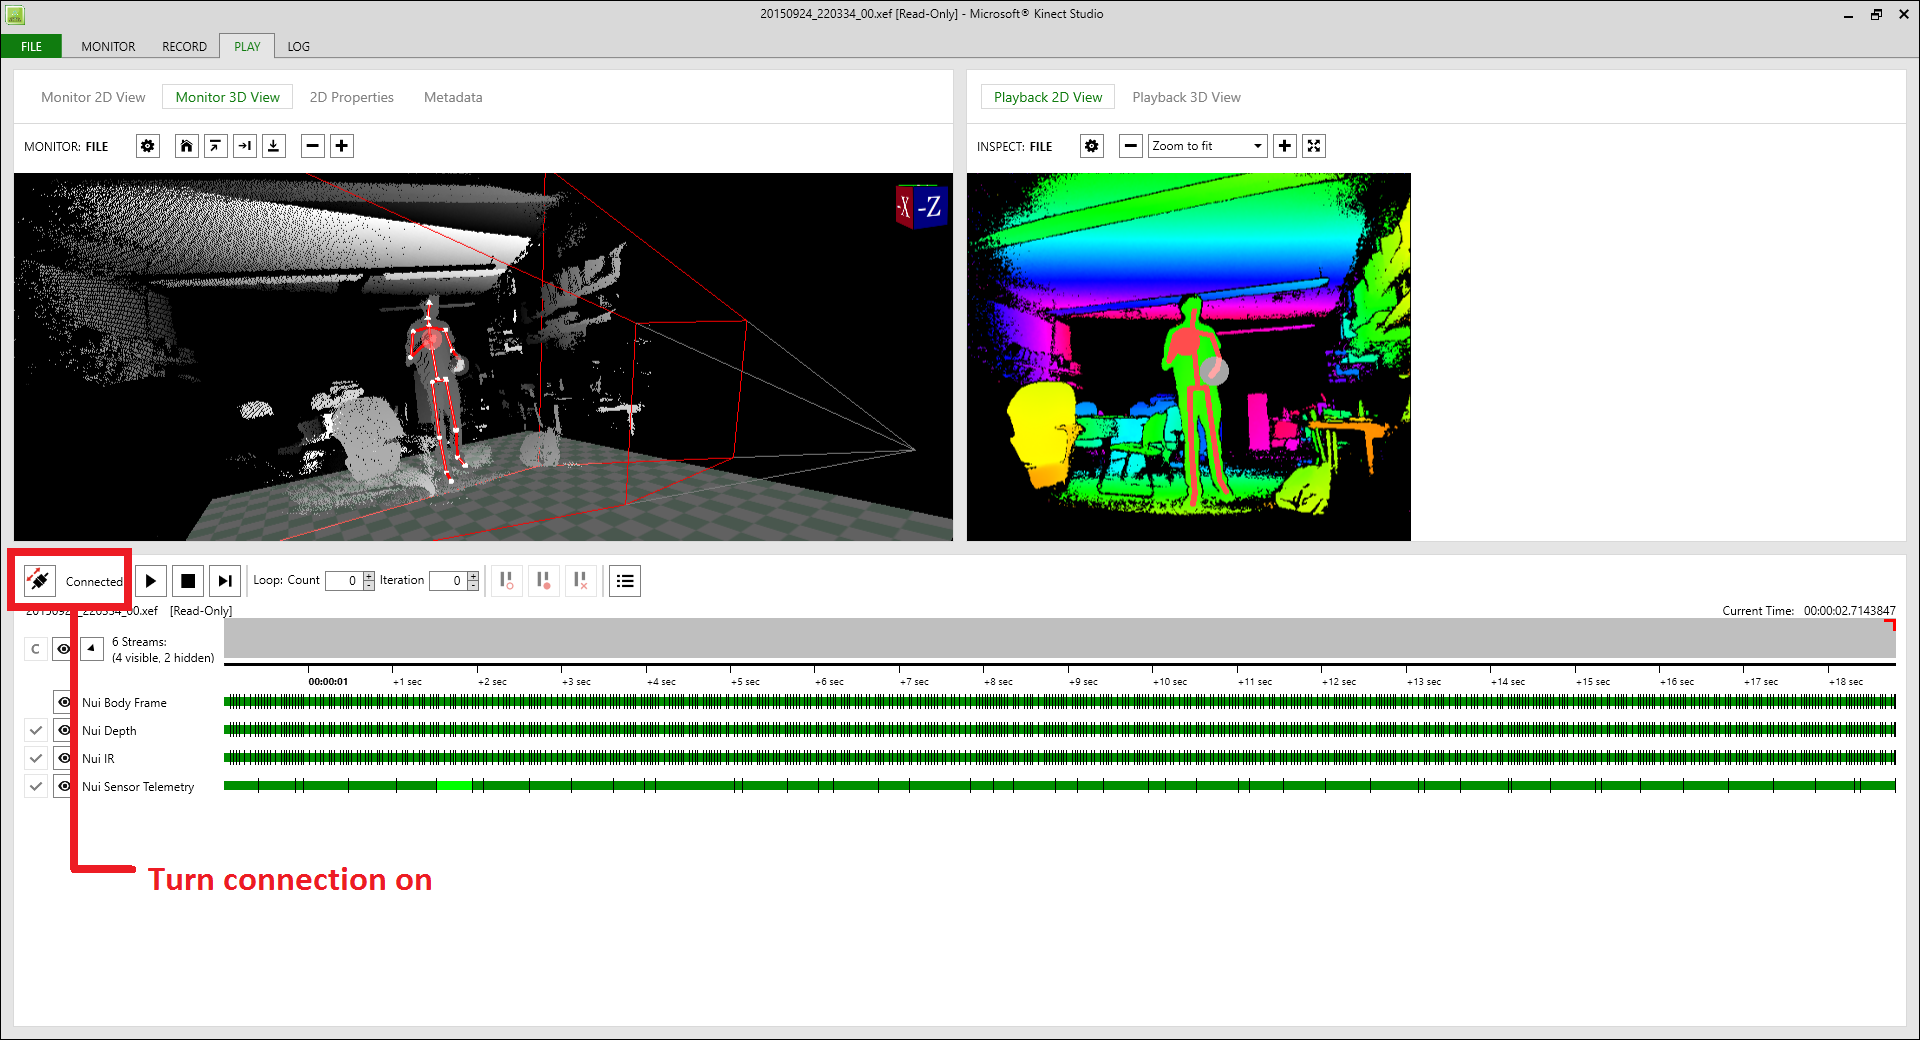 20150924_220334_00.xef [Read-Only] - Microsoft® Kinect Studio
FILE MONITOR RECORD PLAY LOG
Monitor 2D View Monitor 3D View 2D Properties Metadata
Playback 2D View Playback 3D View
MONITOR: FILE
INSPECT: FILE Zoom to fit
-X -Z
Connected Loop: Count 0 Iteration 0
20150924_220334_00.xef [Read-Only]
Current Time: 00:00:02.7143847
C 6 Streams:
(4 visible, 2 hidden)
00:00:01 +1 sec +2 sec +3 sec +4 sec +5 sec +6 sec +7 sec +8 sec +9 sec +10 sec +11 sec +12 sec +13 sec +14 sec +15 sec +16 sec +17 sec +18 sec
Nui Body Frame
Nui Depth
Nui IR
Nui Sensor Telemetry
Turn connection on